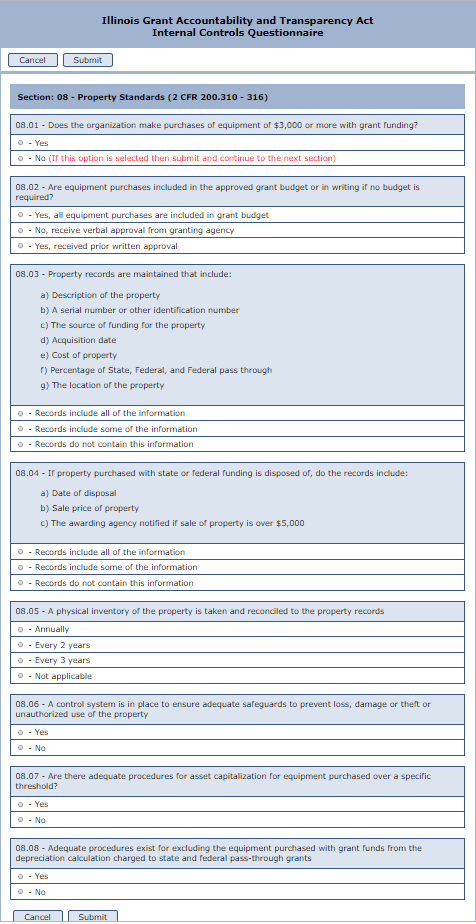 Illinois Grant Accountability and Transparency Act
Internal Controls Questionnaire
Cancel Submit
Section: 08 - Property Standards (2 CFR 200.310 - 316)
08.01 - Does the organization make purchases of equipment of $3,000 or more with grant funding?
- Yes
- No (If this option is selected then submit and continue to the next section)
08.02 - Are equipment purchases included in the approved grant budget or in writing if no budget is
required?
- Yes, all equipment purchases are included in grant budget
- No, receive verbal approval from granting agency
- Yes, received prior written approval
08.03 - Property records are maintained that include:
a) Description of the property
b) A serial number or other identification number
c) The source of funding for the property
d) Acquisition date
e) Cost of property
f) Percentage of State, Federal, and Federal pass through
g) The location of the property
- Records include all of the information
- Records include some of the information
- Records do not contain this information
08.04 - If property purchased with state or federal funding is disposed of, do the records include:
a) Date of disposal
b) Sale price of property
c) The awarding agency notified if sale of property is over $5,000
- Records include all of the information
- Records include some of the information
- Records do not contain this information
08.05 - A physical inventory of the property is taken and reconciled to the property records
- Annually
- Every 2 years
- Every 3 years
- Not applicable
08.06 - A control system is in place to ensure adequate safeguards to prevent loss, damage or theft or
unauthorized use of the property
- Yes
- No
08.07 - Are there adequate procedures for asset capitalization for equipment purchased over a specific
threshold?
- Yes
- No
08.08 - Adequate procedures exist for excluding the equipment purchased with grant funds from the
depreciation calculation charged to state and federal pass-through grants
- Yes
- No
Cancel Submit